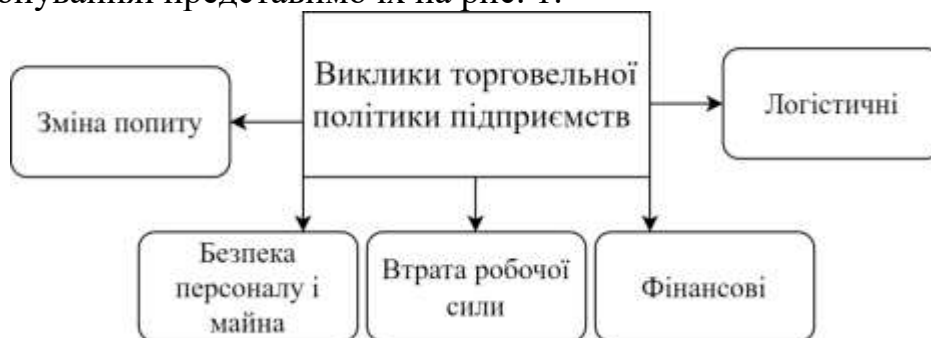 представимо їх на рис. 1.
Виклики торговельної
політики підприємств
Зміна попиту
Логістичні
Безпека
персоналу і
майна
Втрата робочої
сили
Фінансові